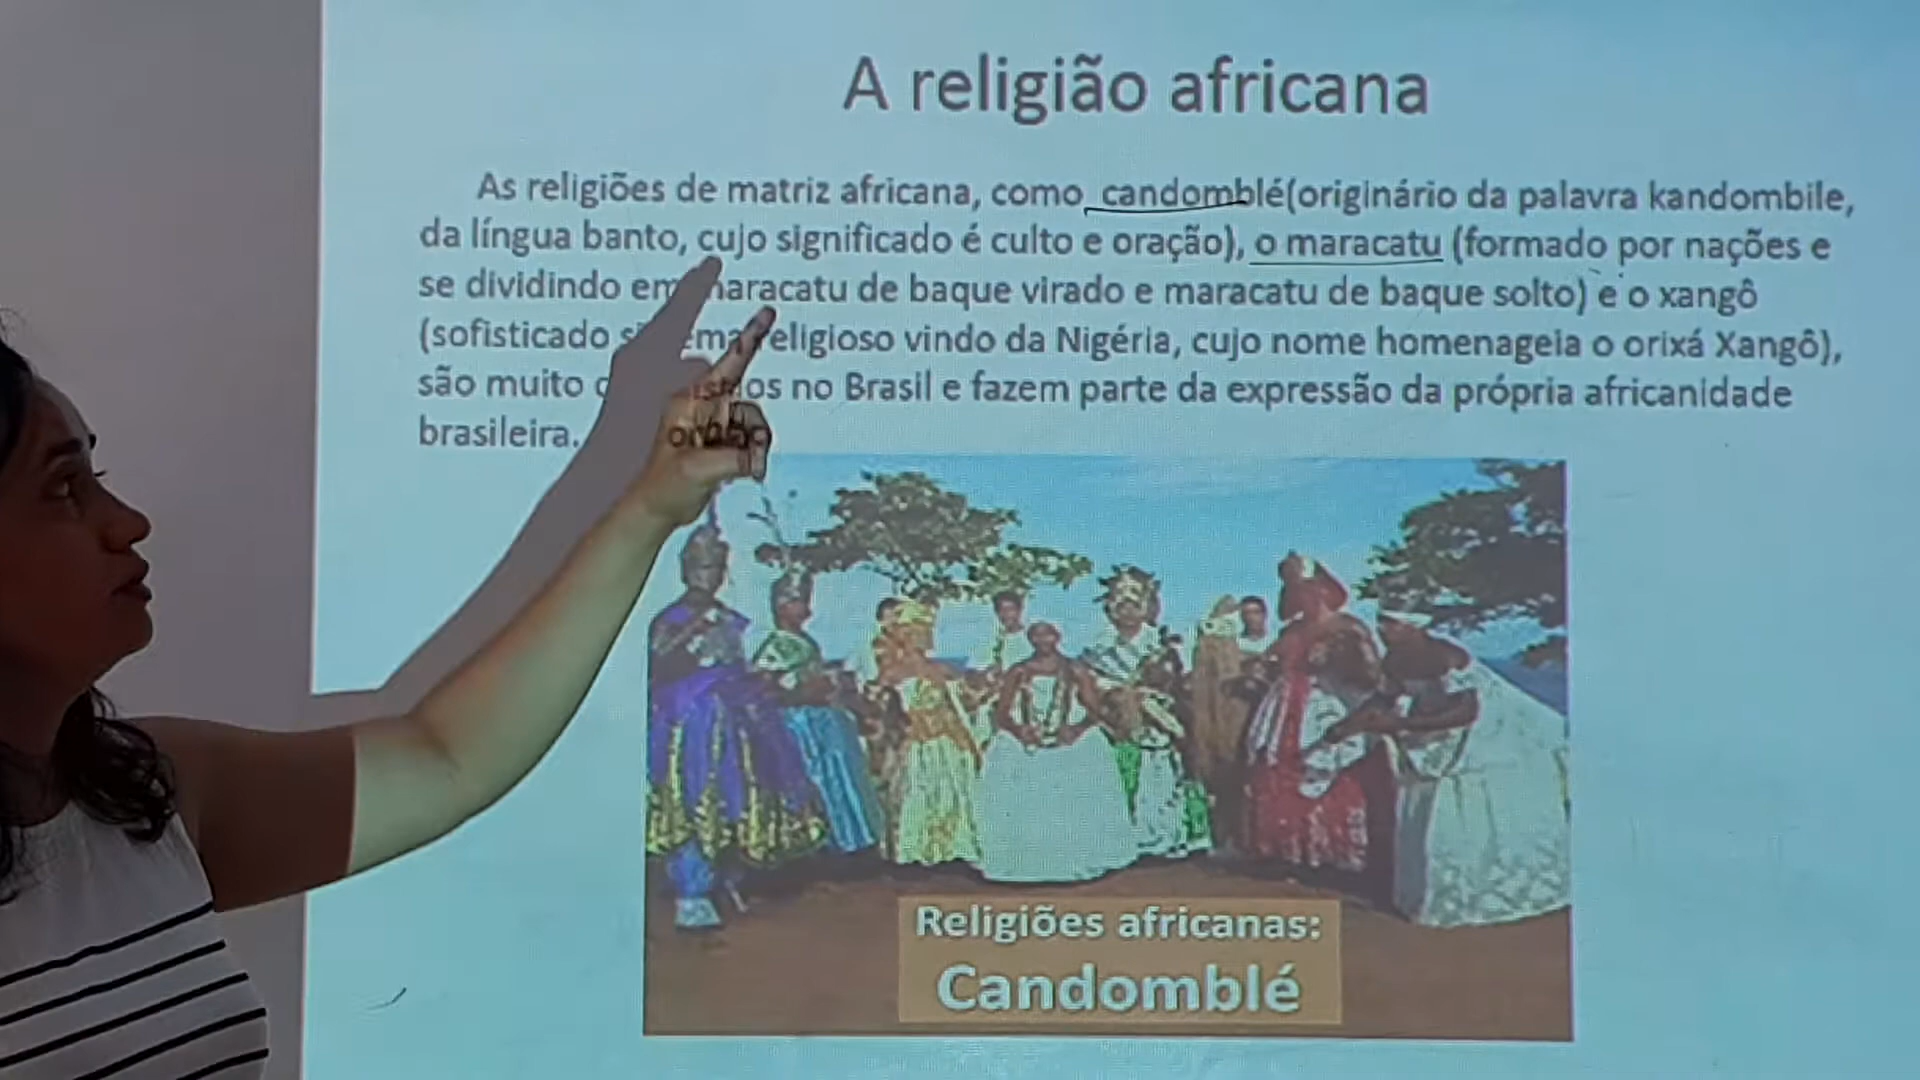 A religião africana
As religiões de matriz africana, como candomblé(originário da palavra kandombile,
da língua banto, cujo significado é culto e oração), o maracatu (formado por nações e
se dividindo em maracatu de baque virado e maracatu de baque solto) e o xangô
(sofisticado religioso vindo da Nigéria, cujo nome homenageia o orixá Xangô),
são muito no Brasil e fazem parte da expressão da própria africanidade
brasileira.
Religiões africanas:
Candomblé